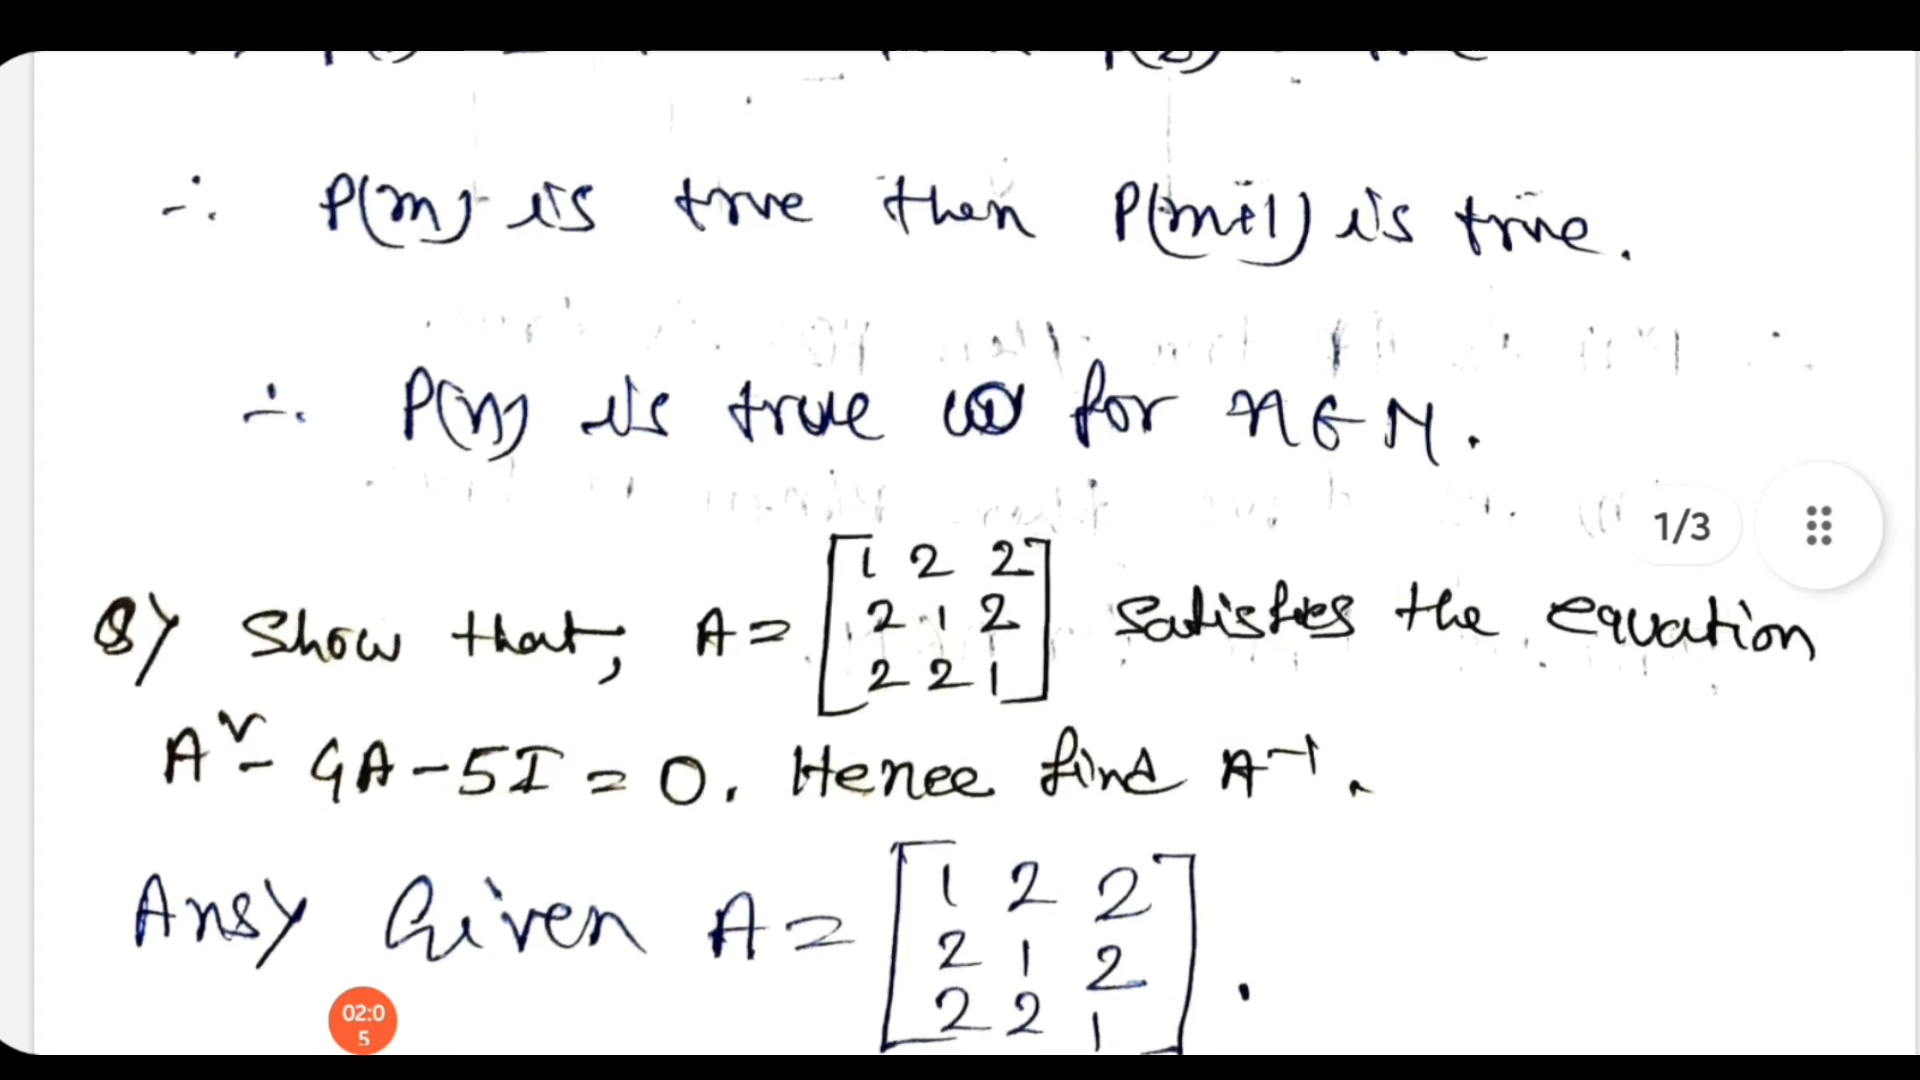 ∴ P(m) is true then P(m+1) is true.
∴ P(n) is true for n ∈ N.
1/3
Q) Show that, A = [1 2 2
2 1 2
2 2 1] satisfies the equation
A² - 4A - 5I = 0. Hence find A⁻¹.
Ans) Given A = [1 2 2
2 1 2
2 2 1].
02:0
5